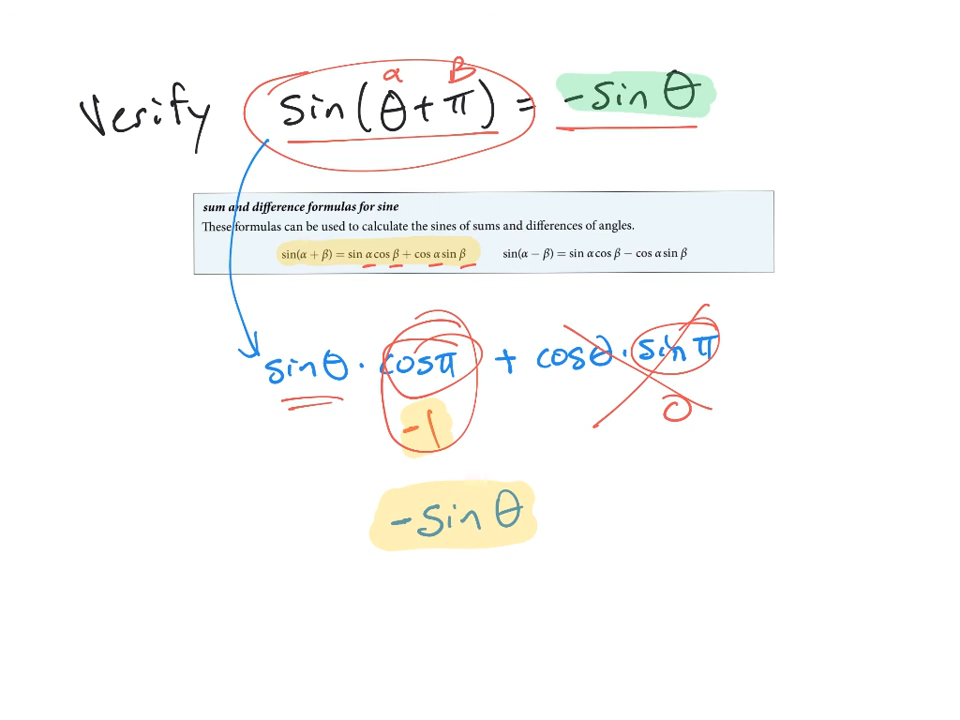 α β
Verify sin(θ+π) = -sin θ
sum and difference formulas for sine
These formulas can be used to calculate the sines of sums and differences of angles.
sin(α + β) = sin α cos β + cos α sin β sin(α − β) = sin α cos β − cos α sin β
sinθ · cosπ + cosθ · sin π
-1 0
-sin θ